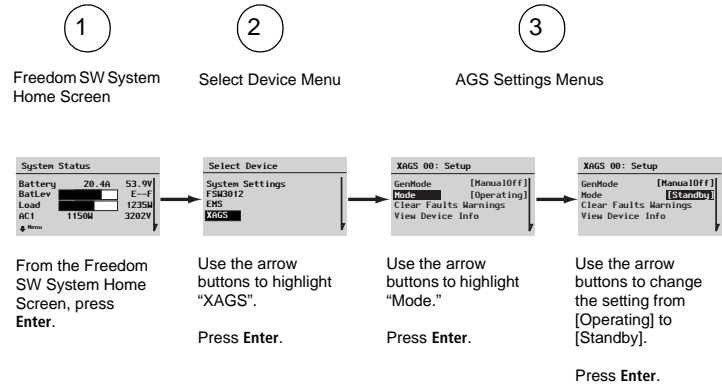 1
2
3
Freedom SW System
Home Screen
Select Device Menu
AGS Settings Menus
System Status
Battery 20.4A 53.9V
BatLev E--F
Load 1235W
AC1 1150W 3202V
Menu
Select Device
System Settings
FSW3012
EMS
XAGS
XAGS 00: Setup
GenMode [ManualOff]
Mode [Operating]
Clear Faults Warnings
View Device Info
XAGS 00: Setup
GenMode [ManualOff]
Mode [Standby]
Clear Faults Warnings
View Device Info
From the Freedom
SW System Home
Screen, press
Enter.
Use the arrow
buttons to highlight
“XAGS”.
Press Enter.
Use the arrow
buttons to highlight
“Mode.”
Press Enter.
Use the arrow
buttons to change
the setting from
[Operating] to
[Standby].
Press Enter.